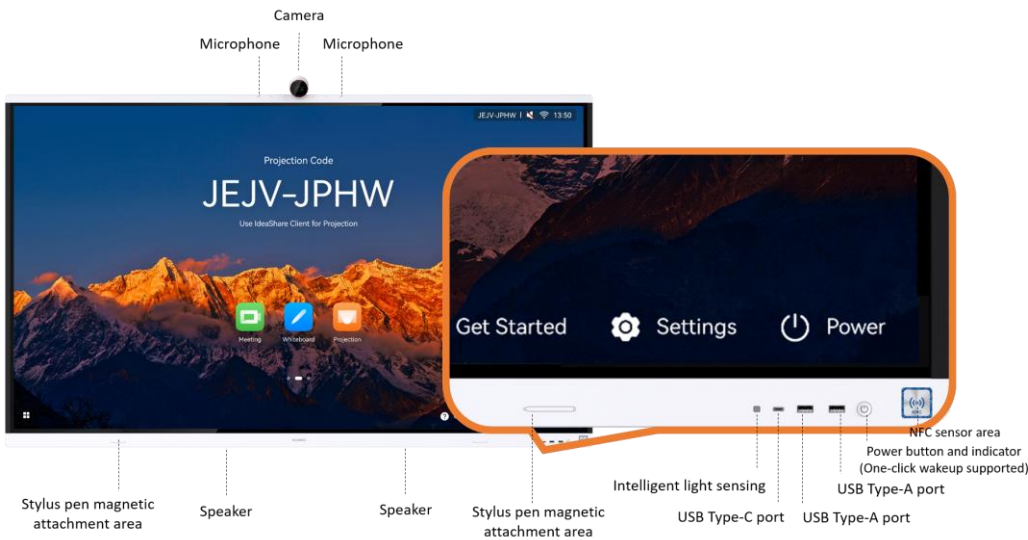 Camera
Microphone
Microphone
JEJV-JPHW
13:50
Projection Code
JEJV-JPHW
Use IdeaShare Client for Projection
Meeting
Whiteboard
Projection
Get Started
Settings
Power
NFC sensor area
Power button and indicator
(One-click wakeup supported)
Intelligent light sensing
USB Type-A port
USB Type-C port
USB Type-A port
Stylus pen magnetic
attachment area
Speaker
Speaker
Stylus pen magnetic
attachment area